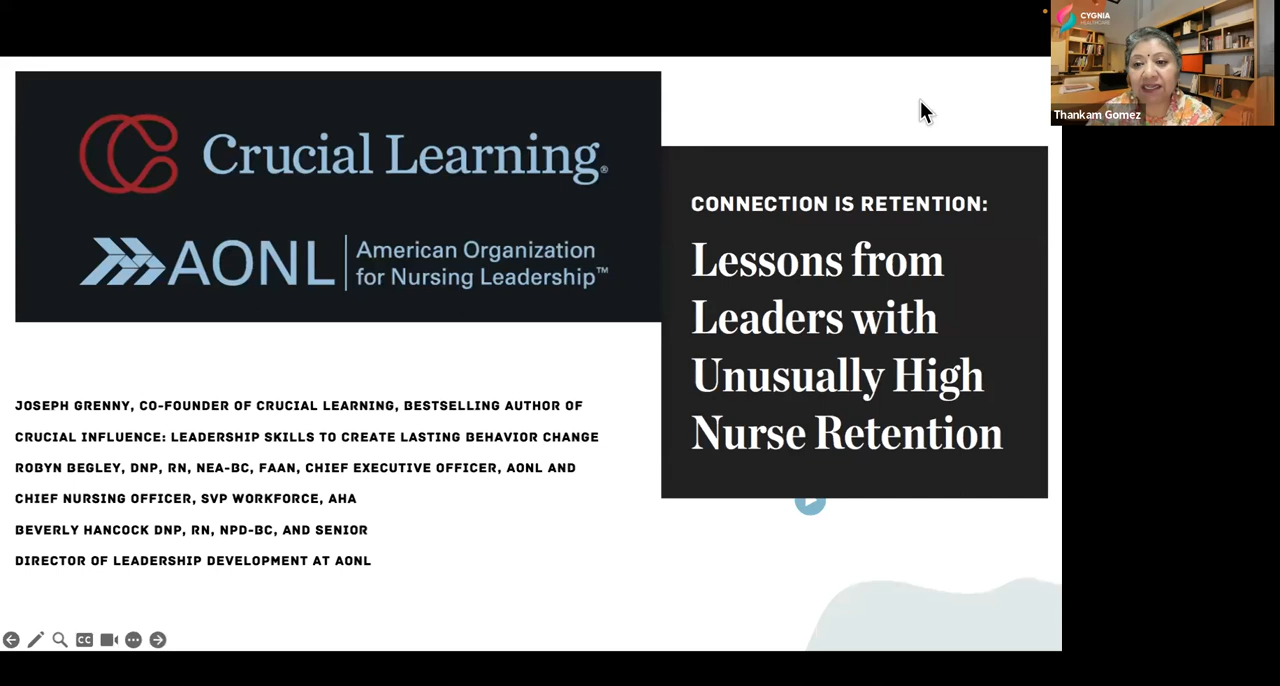 Crucial Learning®
AONL
American Organization
for Nursing Leadership™
CONNECTION IS RETENTION:
Lessons from
Leaders with
Unusually High
Nurse Retention
JOSEPH GRENNY, CO-FOUNDER OF CRUCIAL LEARNING, BESTSELLING AUTHOR OF
CRUCIAL INFLUENCE: LEADERSHIP SKILLS TO CREATE LASTING BEHAVIOR CHANGE
ROBYN BEGLEY, DNP, RN, NEA-BC, FAAN, CHIEF EXECUTIVE OFFICER, AONL AND
CHIEF NURSING OFFICER, SVP WORKFORCE, AHA
BEVERLY HANCOCK DNP, RN, NPD-BC, AND SENIOR
DIRECTOR OF LEADERSHIP DEVELOPMENT AT AONL
CYGNIA
HEALTHCARE
Thankam Gomez
CC